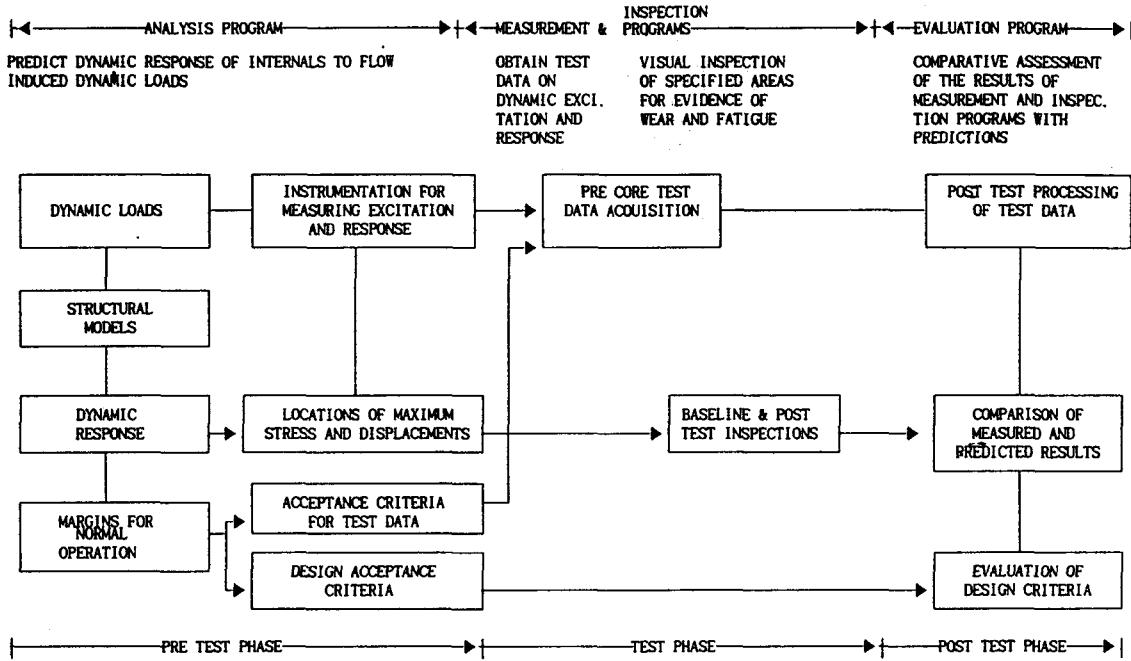 ANALYSIS PROGRAM
MEASUREMENT &
INSPECTION
PROGRAMS
EVALUATION PROGRAM
PREDICT DYNAMIC RESPONSE OF INTERNALS TO FLOW
INDUCED DYNAMIC LOADS
OBTAIN TEST
DATA ON
DYNAMIC EXCI.
TATION AND
RESPONSE
VISUAL INSPECTION
OF SPECIFIED AREAS
FOR EVIDENCE OF
WEAR AND FATIGUE
COMPARATIVE ASSESSMENT
OF THE RESULTS OF
MEASUREMENT AND INSPEC.
TION PROGRAMS WITH
PREDICTIONS
DYNAMIC LOADS
INSTRUMENTATION FOR
MEASURING EXCITATION
AND RESPONSE
PRE CORE TEST
DATA ACQUISITION
POST TEST PROCESSING
OF TEST DATA
STRUCTURAL
MODELS
DYNAMIC
RESPONSE
LOCATIONS OF MAXIMUM
STRESS AND DISPLACEMENTS
BASELINE & POST
TEST INSPECTIONS
COMPARISON OF
MEASURED AND
PREDICTED RESULTS
MARGINS FOR
NORMAL
OPERATION
ACCEPTANCE CRITERIA
FOR TEST DATA
DESIGN ACCEPTANCE
CRITERIA
EVALUATION OF
DESIGN CRITERIA
PRE TEST PHASE
TEST PHASE
POST TEST PHASE